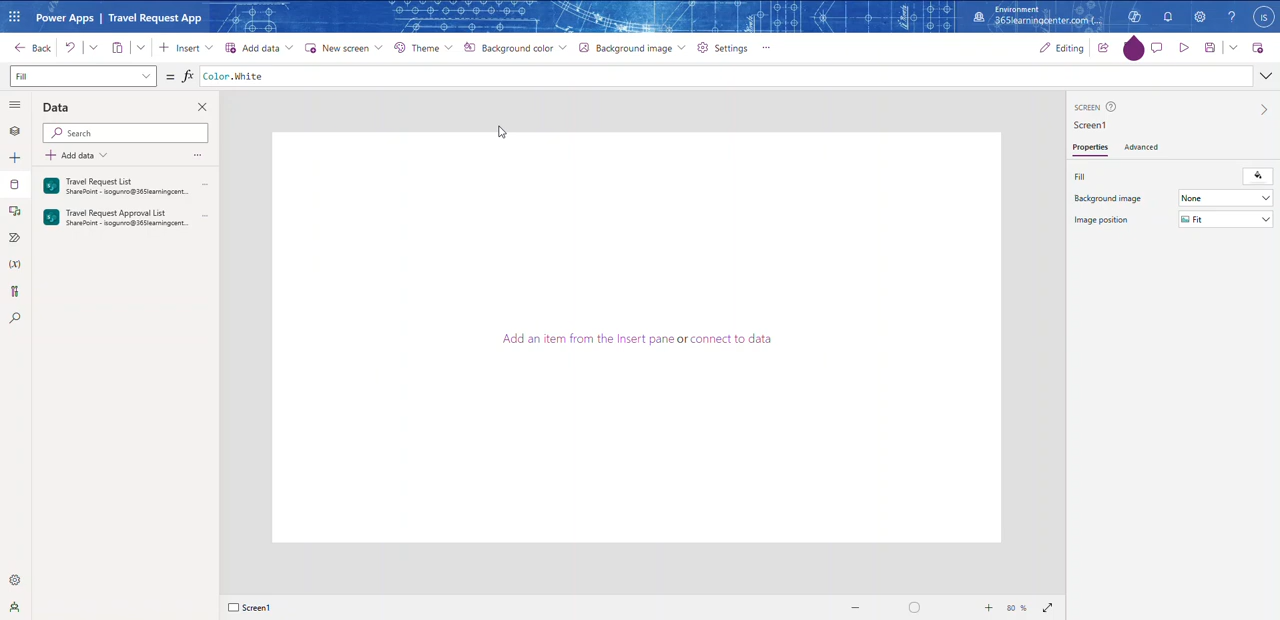 Power Apps | Travel Request App
Environment
365learningcenter.com (...
IS
Back
Insert
Add data
New screen
Theme
Background color
Background image
Settings
...
Editing
Fill
= fx
Color.White
Data
Search
Add data
...
Travel Request List
SharePoint - isogunro@365learningcent...
...
Travel Request Approval List
SharePoint - isogunro@365learningcent...
...
Add an item from the Insert pane or connect to data
SCREEN
Screen1
Properties
Advanced
Fill
Background image
None
Image position
Fit
Screen1
80 %